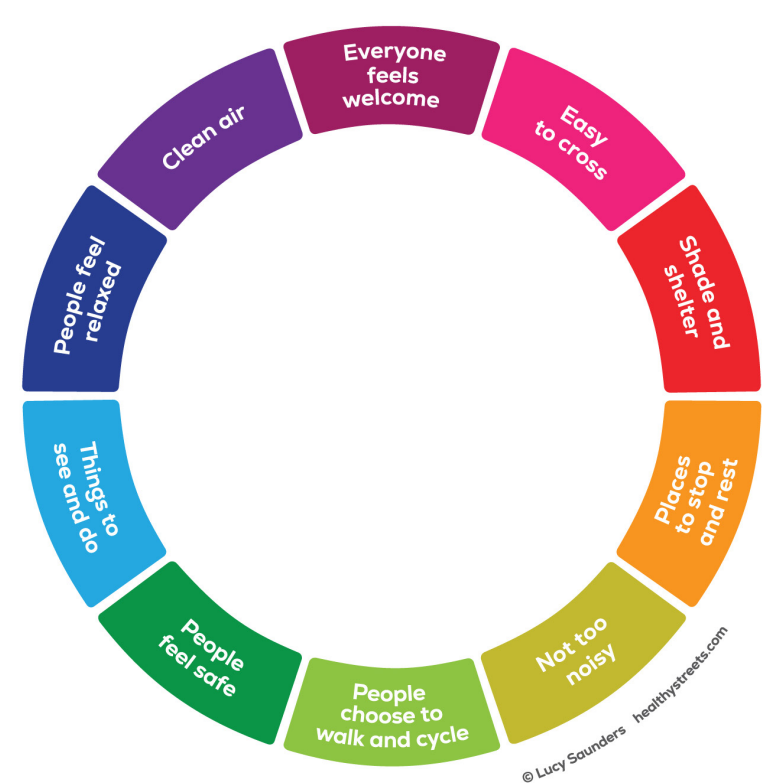 Everyone
feels
welcome
Easy
to cross
Shade and
shelter
Places
to stop
and rest
Not too
noisy
People
choose to
walk and cycle
People
feel safe
Things to
see and do
People feel
relaxed
Clean air
© Lucy Saunders healthystreets.com